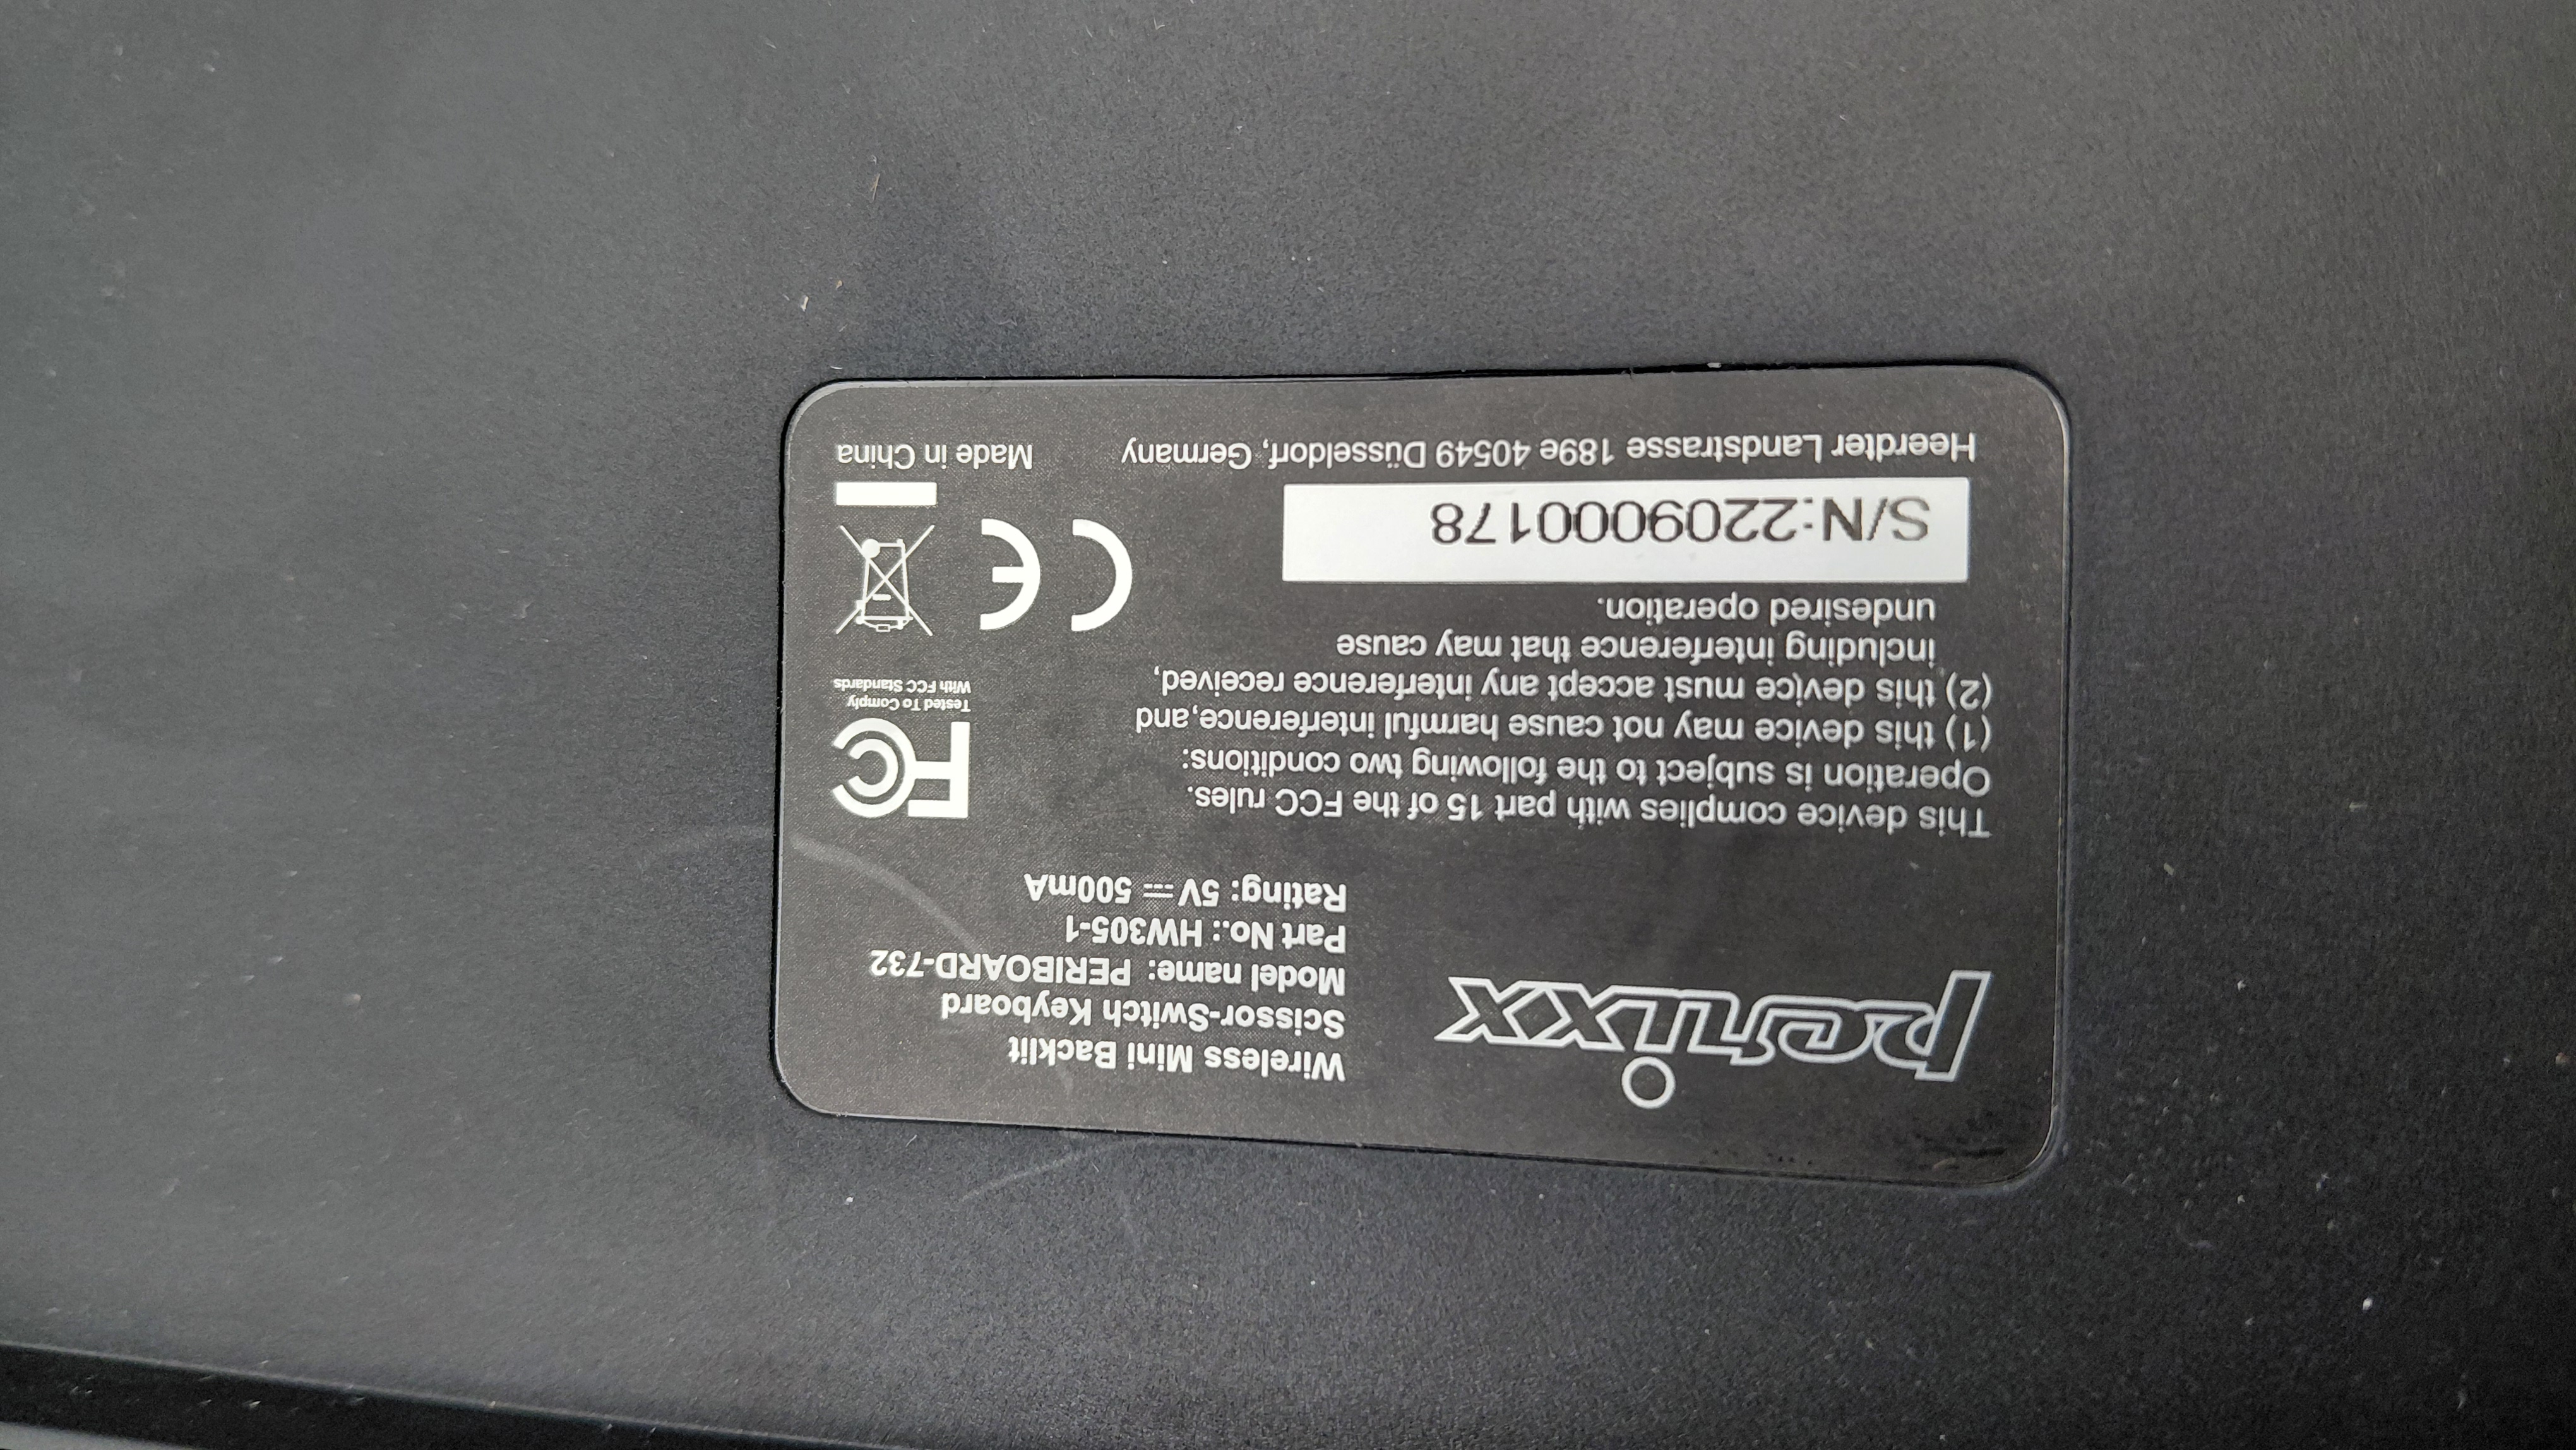 perixx
Wireless Mini Backlit
Scissor-Switch Keyboard
Model name: PERIBOARD-732
Part No.: HW305-1
Rating: 5V ⎓ 500mA
This device complies with part 15 of the FCC rules.
Operation is subject to the following two conditions:
(1) this device may not cause harmful interference,and
(2) this device must accept any interference received,
including interference that may cause
undesired operation.
FC
Tested To Comply
With FCC Standards
CE
S/N:2209000178
Heerdter Landstrasse 189e 40549 Düsseldorf, Germany
Made in China